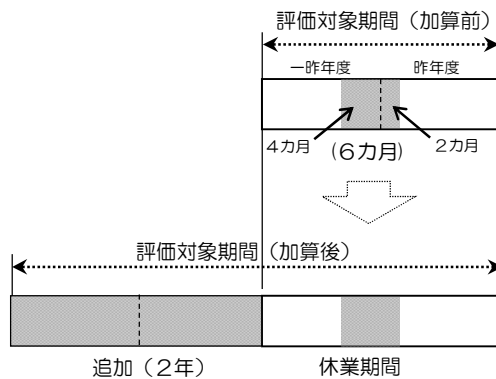 評価対象期間（加算前）
一昨年度 昨年度
4カ月 (6カ月) 2カ月
評価対象期間（加算後）
追加（2年） 休業期間